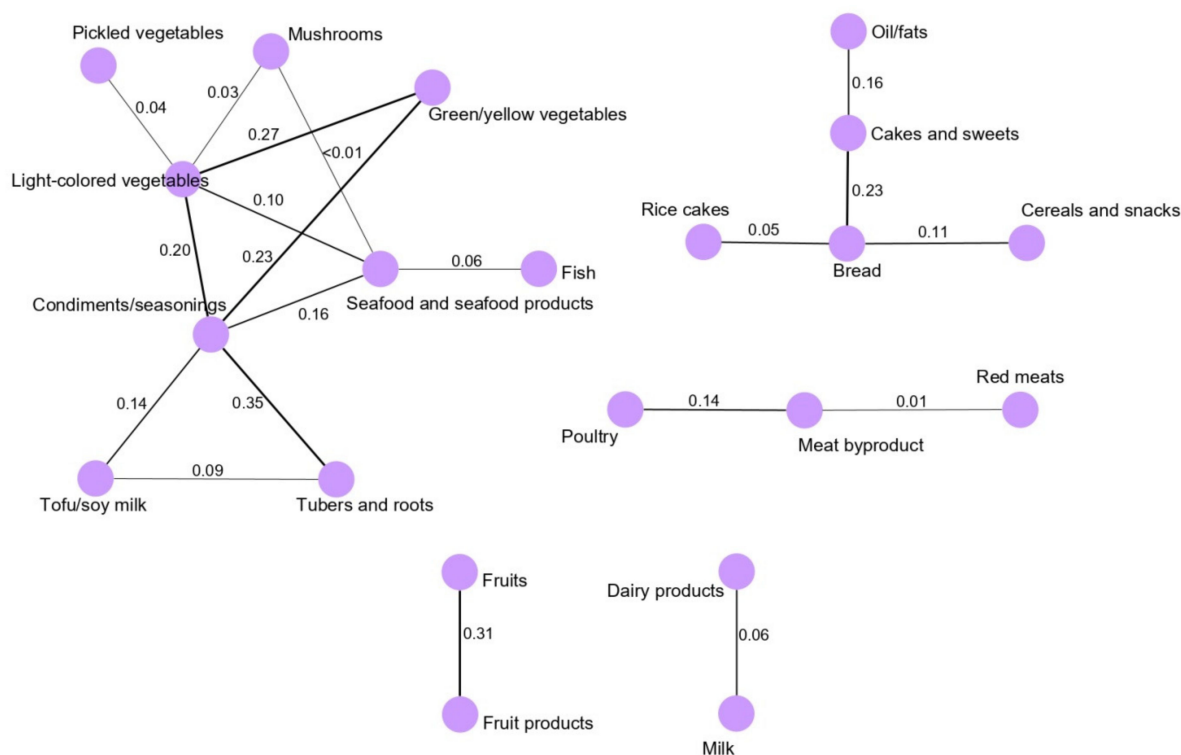 Pickled vegetables
Mushrooms
0.04
0.03
Green/yellow vegetables
0.27
<0.01
Light-colored vegetables
0.10
0.20
0.23
0.06
Fish
Condiments/seasonings
Seafood and seafood products
0.16
0.14
0.35
0.09
Tofu/soy milk
Tubers and roots
Oil/fats
0.16
Cakes and sweets
0.23
Rice cakes
Cereals and snacks
0.05
0.11
Bread
Red meats
0.14
0.01
Poultry
Meat byproduct
Fruits
0.31
Fruit products
Dairy products
0.06
Milk